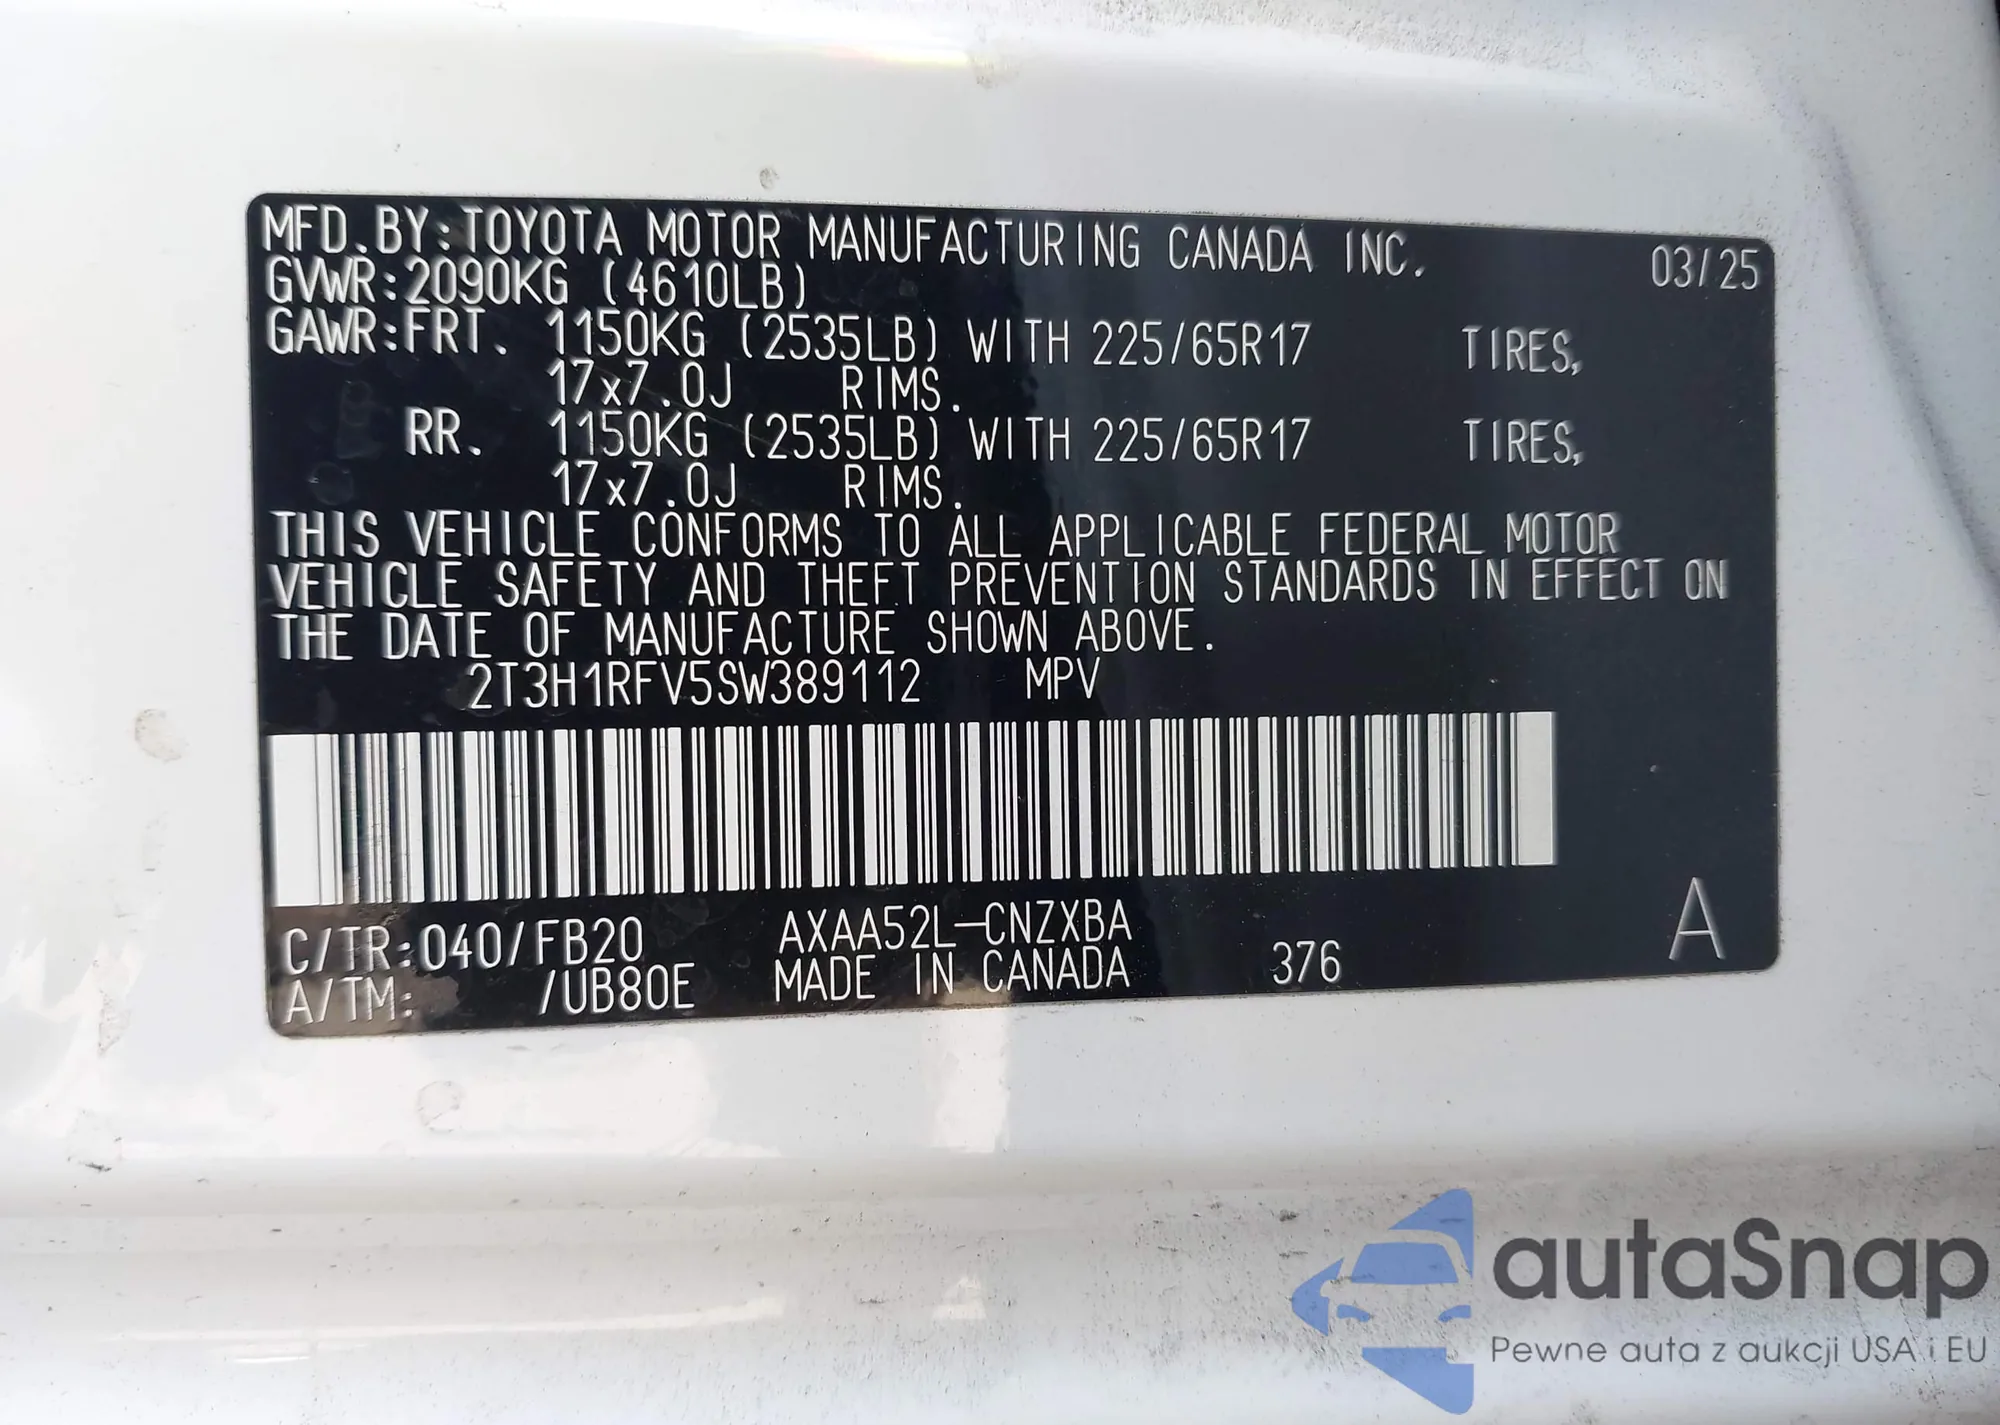 MFD.BY:TOYOTA MOTOR MANUFACTURING CANADA INC. 03/25
GVWR:2090KG (4610LB)
GAWR:FRT. 1150KG (2535LB) WITH 225/65R17 TIRES,
17x7.0J RIMS.
RR. 1150KG (2535LB) WITH 225/65R17 TIRES,
17x7.0J RIMS.
THIS VEHICLE CONFORMS TO ALL APPLICABLE FEDERAL MOTOR
VEHICLE SAFETY AND THEFT PREVENTION STANDARDS IN EFFECT ON
THE DATE OF MANUFACTURE SHOWN ABOVE.
2T3H1RFV5SW389112 MPV
C/TR:040/FB20 AXAA52L-CNZXBA
A/TM: /UB80E MADE IN CANADA 376 A
autaSnap
Pewne auta z aukcji USA i EU